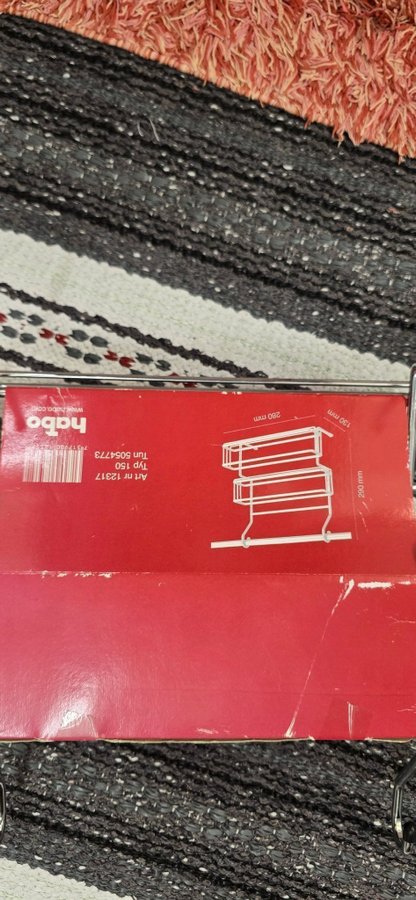 280 mm
130 mm
290 mm
Art nr 12317
Typ 150
Tun 5054773
habo
www.habo.com